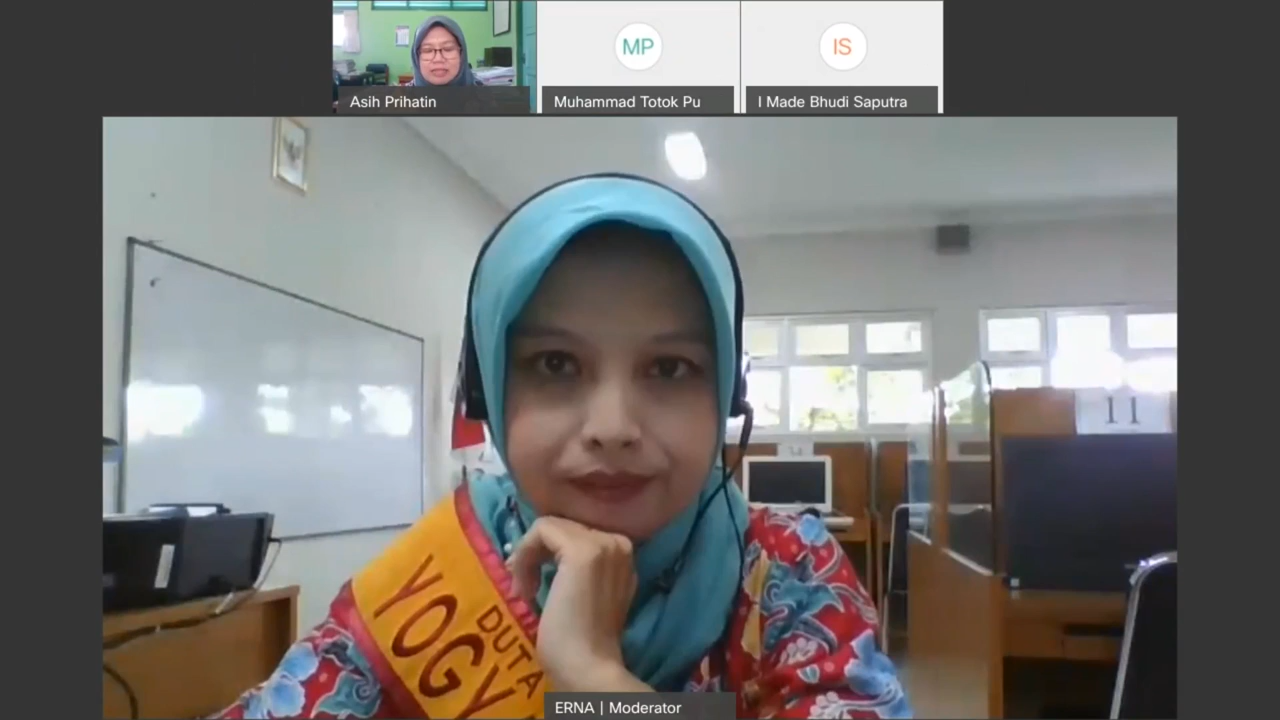 Asih Prihatin
MP
Muhammad Totok Pu
IS
I Made Bhudi Saputra
11
DUTA
YOGY
ERNA | Moderator